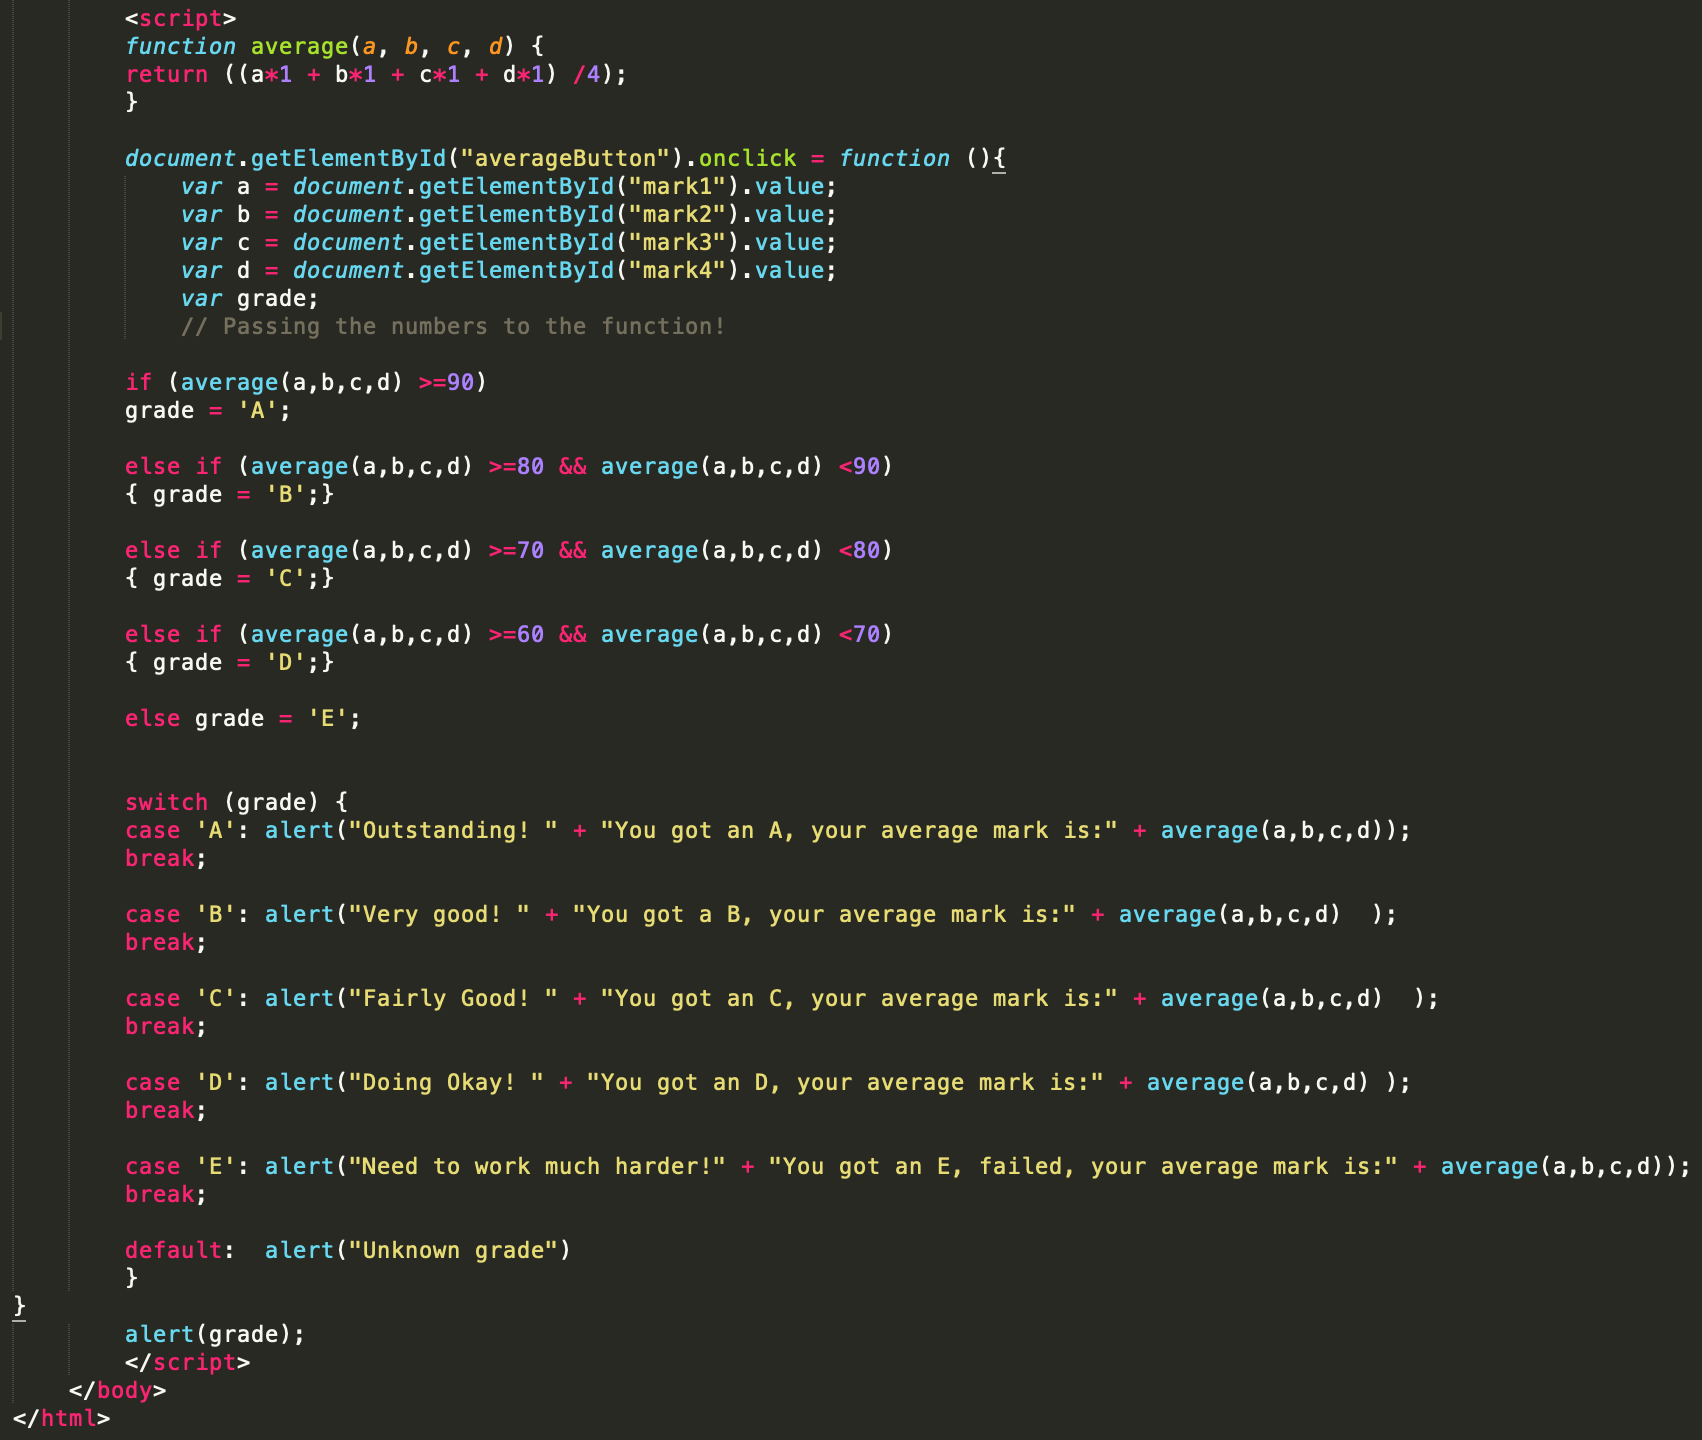 <script>
function average(a, b, c, d) {
return ((a*1 + b*1 + c*1 + d*1) /4);
}
document.getElementById("averageButton").onclick = function (){
var a = document.getElementById("mark1").value;
var b = document.getElementById("mark2").value;
var c = document.getElementById("mark3").value;
var d = document.getElementById("mark4").value;
var grade;
// Passing the numbers to the function!
if (average(a,b,c,d) >=90)
grade = 'A';
else if (average(a,b,c,d) >=80 && average(a,b,c,d) <90)
{ grade = 'B';}
else if (average(a,b,c,d) >=70 && average(a,b,c,d) <80)
{ grade = 'C';}
else if (average(a,b,c,d) >=60 && average(a,b,c,d) <70)
{ grade = 'D';}
else grade = 'E';
switch (grade) {
case 'A': alert("Outstanding! " + "You got an A, your average mark is:" + average(a,b,c,d));
break;
case 'B': alert("Very good! " + "You got a B, your average mark is:" + average(a,b,c,d)  );
break;
case 'C': alert("Fairly Good! " + "You got an C, your average mark is:" + average(a,b,c,d)  );
break;
case 'D': alert("Doing Okay! " + "You got an D, your average mark is:" + average(a,b,c,d) );
break;
case 'E': alert("Need to work much harder!" + "You got an E, failed, your average mark is:" + average(a,b,c,d));
break;
default:  alert("Unknown grade")
}
}
alert(grade);
</script>
</body>
</html>